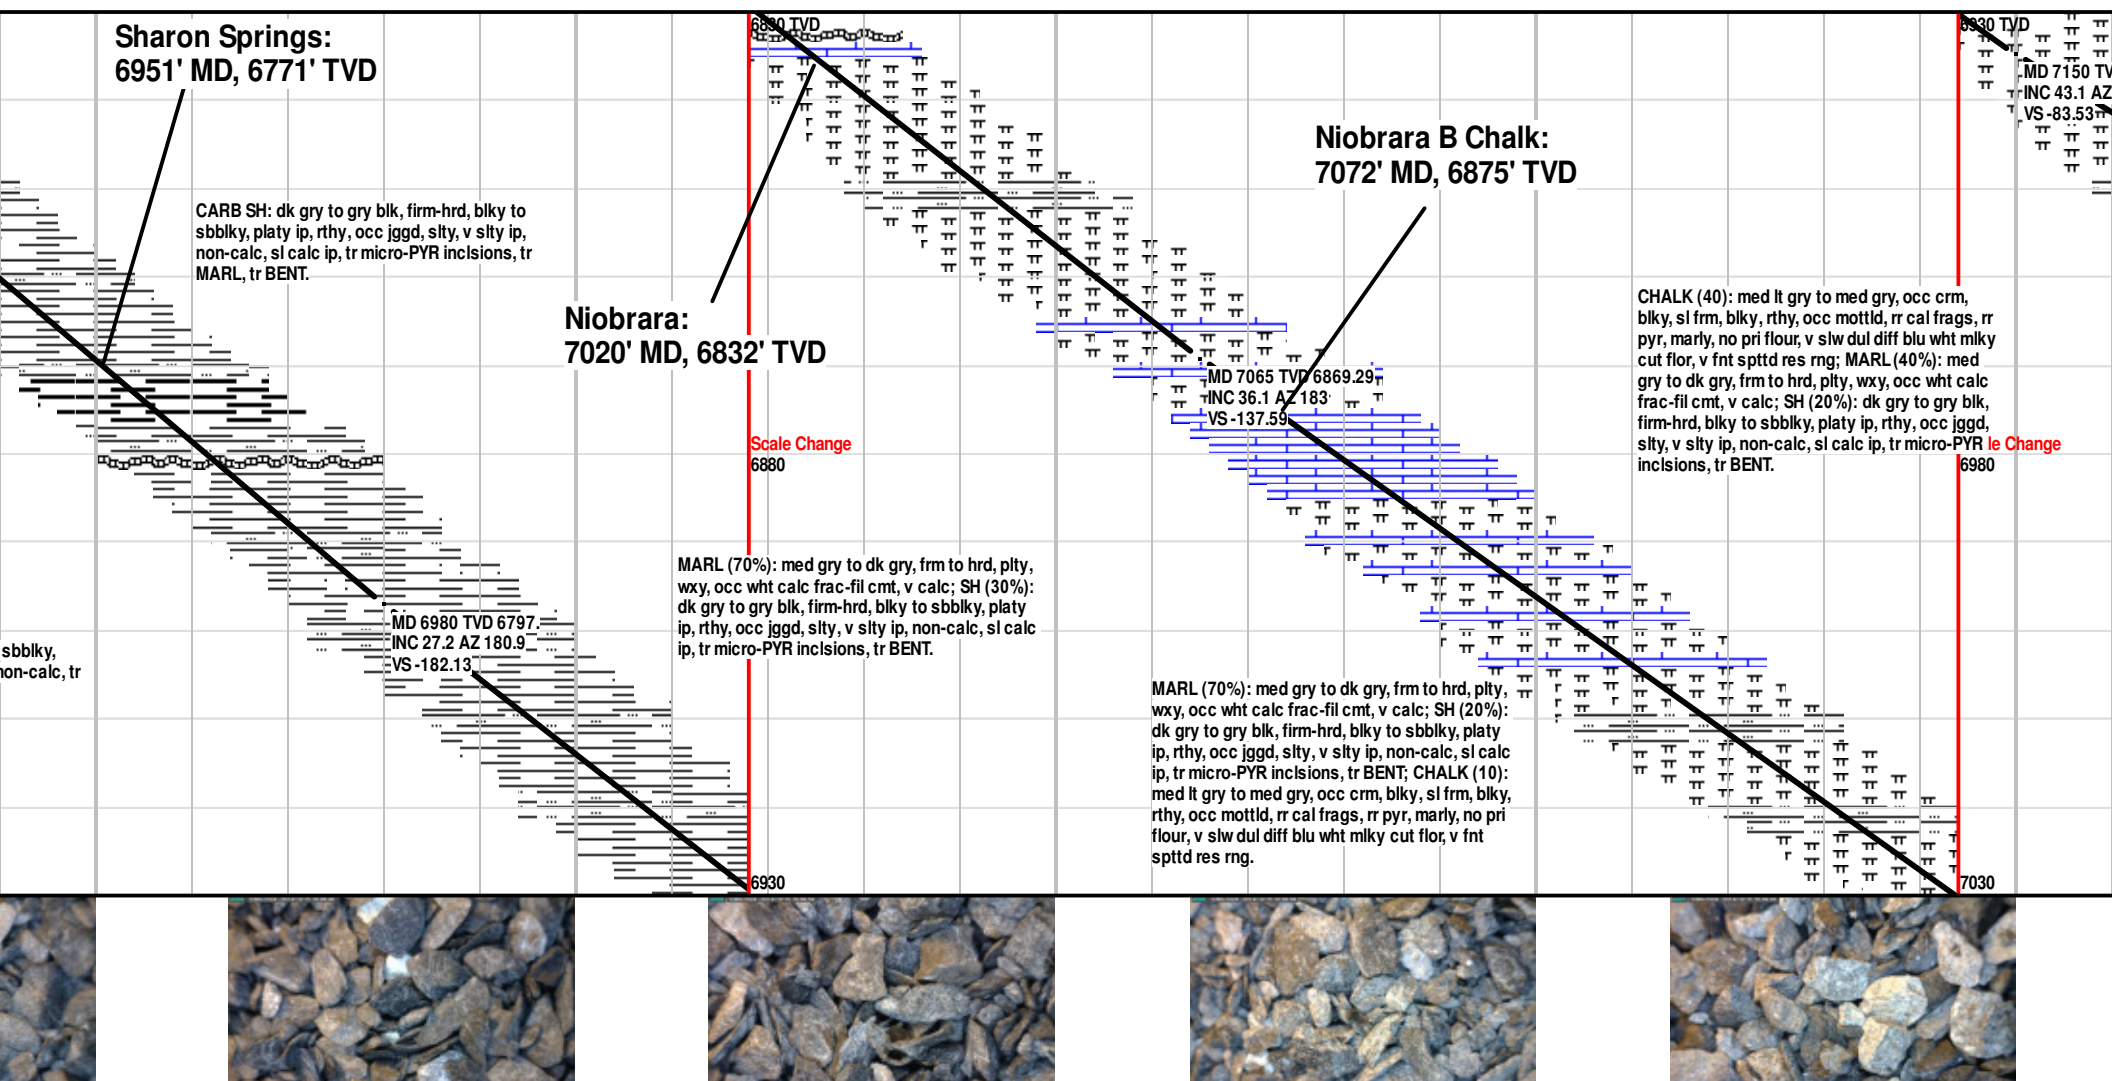 Sharon Springs:
6951' MD, 6771' TVD
CARB SH: dk gry to gry blk, firm-hrd, blky to
sbblky, platy ip, rthy, occ jggd, slty, v slty ip,
non-calc, sl calc ip, tr micro-PYR inclsions, tr
MARL, tr BENT.
sbblky,
non-calc, tr
MD 6980 TVD 6797.
INC 27.2 AZ 180.9
VS -182.13
6830 TVD
Niobrara:
7020' MD, 6832' TVD
Scale Change
6880
MARL (70%): med gry to dk gry, frm to hrd, plty,
wxy, occ wht calc frac-fil cmt, v calc; SH (30%):
dk gry to gry blk, firm-hrd, blky to sbblky, platy
ip, rthy, occ jggd, slty, v slty ip, non-calc, sl calc
ip, tr micro-PYR inclsions, tr BENT.
6930
Niobrara B Chalk:
7072' MD, 6875' TVD
MD 7065 TVD 6869.29
INC 36.1 AZ 183
VS -137.59
MARL (70%): med gry to dk gry, frm to hrd, plty,
wxy, occ wht calc frac-fil cmt, v calc; SH (20%):
dk gry to gry blk, firm-hrd, blky to sbblky, platy
ip, rthy, occ jggd, slty, v slty ip, non-calc, sl calc
ip, tr micro-PYR inclsions, tr BENT; CHALK (10):
med lt gry to med gry, occ crm, blky, sl frm, blky,
rthy, occ mottld, rr cal frags, rr pyr, marly, no pri
flour, v slw dul diff blu wht mlky cut flor, v fnt
spttd res rng.
CHALK (40): med lt gry to med gry, occ crm,
blky, sl frm, blky, rthy, occ mottld, rr cal frags, rr
pyr, marly, no pri flour, v slw dul diff blu wht mlky
cut flor, v fnt spttd res rng; MARL (40%): med
gry to dk gry, frm to hrd, plty, wxy, occ wht calc
frac-fil cmt, v calc; SH (20%): dk gry to gry blk,
firm-hrd, blky to sbblky, platy ip, rthy, occ jggd,
slty, v slty ip, non-calc, sl calc ip, tr micro-PYR
inclsions, tr BENT.
6930 TVD
MD 7150 TV
INC 43.1 AZ
VS -83.53
le Change
6980
7030